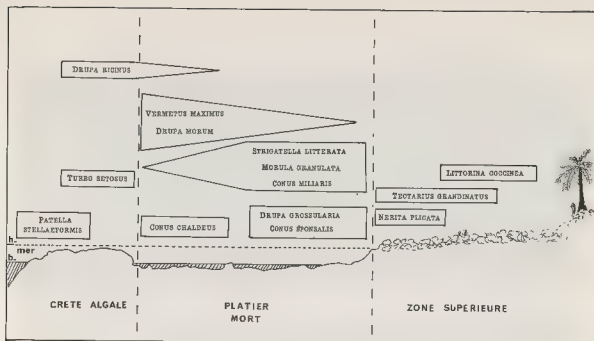 DRUPA RICINUS
VERMETUS MAXIMUS
DRUPA MORUM
STRIGATELLA LITTERATA
MORULA GRANULATA
CONUS MILIARIS
TURBO SETOSUS
LITTORINA COCCINEA
TECTARIUS GRANDINATUS
PATELLA
STELLAEFORMIS
CONUS CHALDEUS
DRUPA GROSSULARIA
CONUS SPONSALIS
NERITA PLICATA
h.
mer
b.
CRETE ALGALE
PLATIER
MORT
ZONE SUPERIEURE